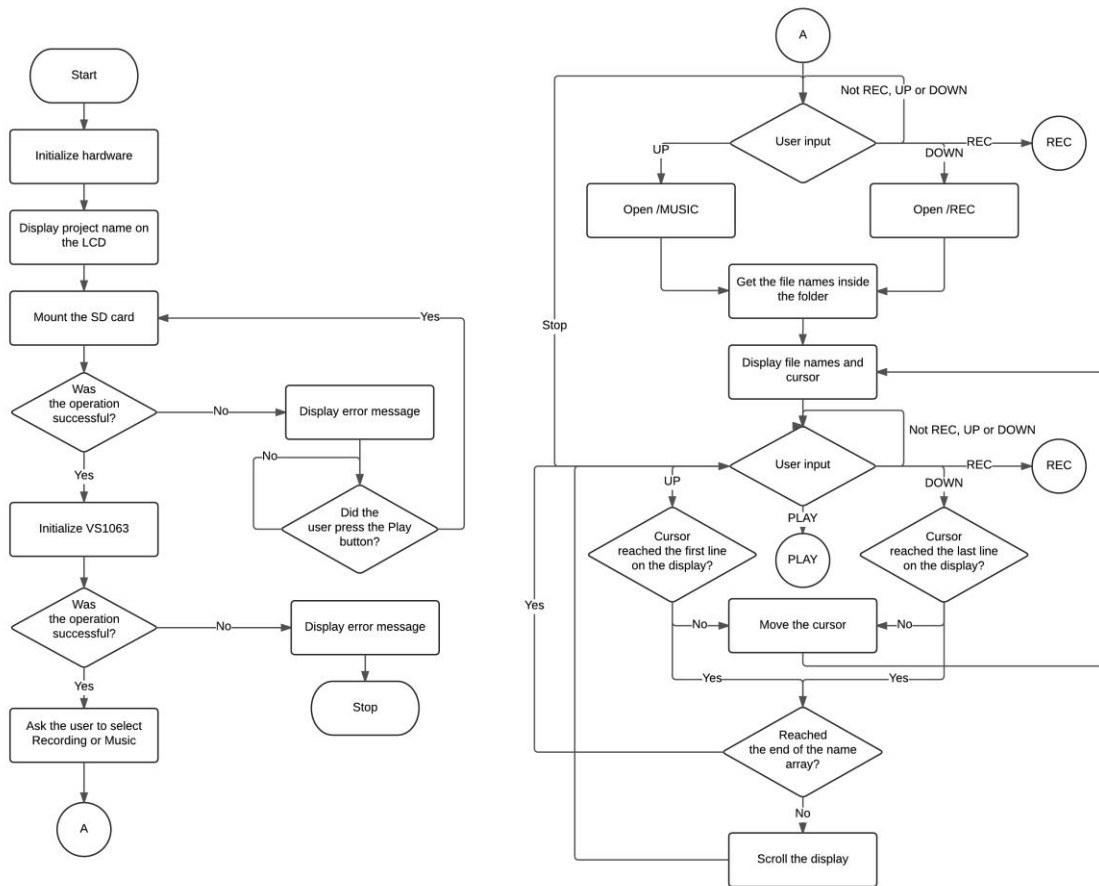 Start
Initialize hardware
Display project name on
the LCD
Mount the SD card
Yes
Was
the operation
successful?
No
Display error message
Yes
No
Did the
user press the Play
button?
Initialize VS1063
Was
the operation
successful?
No
Display error message
Yes
Stop
Ask the user to select
Recording or Music
A
A
Not REC, UP or DOWN
User input
REC
REC
UP
DOWN
Open /MUSIC
Open /REC
Get the file names inside
the folder
Stop
Display file names and
cursor
Not REC, UP or DOWN
User input
REC
REC
UP
DOWN
PLAY
PLAY
Cursor
reached the first line
on the display?
Cursor
reached the last line
on the display?
Yes
No
Move the cursor
No
Yes
Yes
Reached
the end of the name
array?
No
Scroll the display